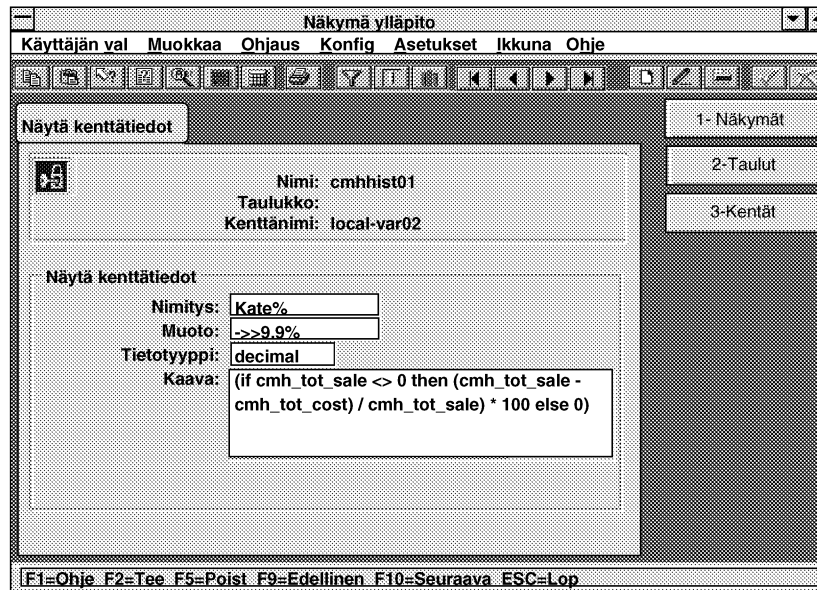 Näkymä ylläpito
Käyttäjän val Muokkaa Ohjaus Konfig Asetukset Ikkuna Ohje
Näytä kenttätiedot
1- Näkymät
2-Taulut
3-Kentät
Nimi: cmhhist01
Taulukko:
Kenttänimi: local-var02
Näytä kenttätiedot
Nimitys: Kate%
Muoto: ->>9.9%
Tietotyyppi: decimal
Kaava: (if cmh_tot_sale <> 0 then (cmh_tot_sale -
cmh_tot_cost) / cmh_tot_sale) * 100 else 0)
F1=Ohje F2=Tee F5=Poist F9=Edellinen F10=Seuraava ESC=Lop